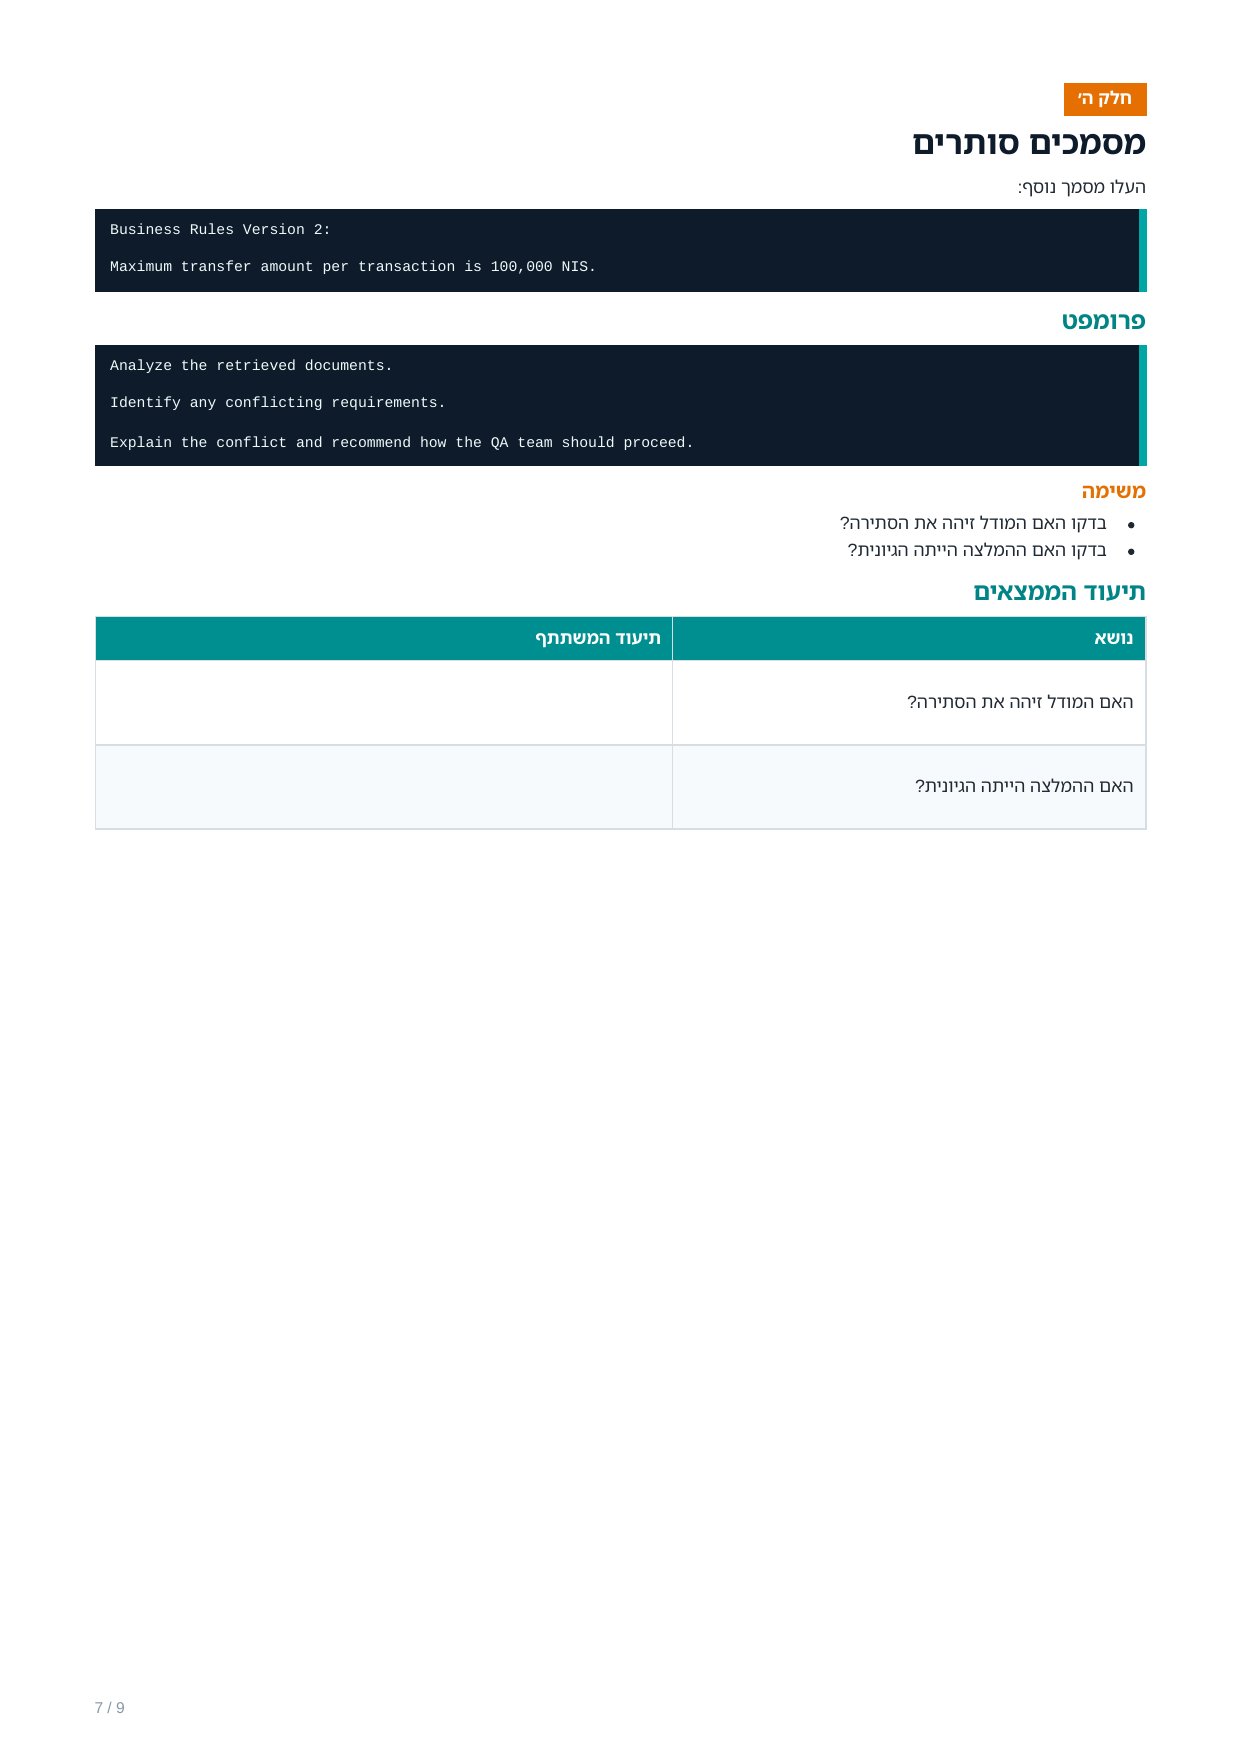 חלק ה׳
מסמכים סותרים
העלו מסמך נוסף:
Business Rules Version 2:
Maximum transfer amount per transaction is 100,000 NIS.
פרומפט
Analyze the retrieved documents.
Identify any conflicting requirements.
Explain the conflict and recommend how the QA team should proceed.
משימה
• בדקו האם המודל זיהה את הסתירה?
• בדקו האם ההמלצה הייתה הגיונית?
תיעוד הממצאים
נושא תיעוד המשתתף
האם המודל זיהה את הסתירה?
האם ההמלצה הייתה הגיונית?
7 / 9